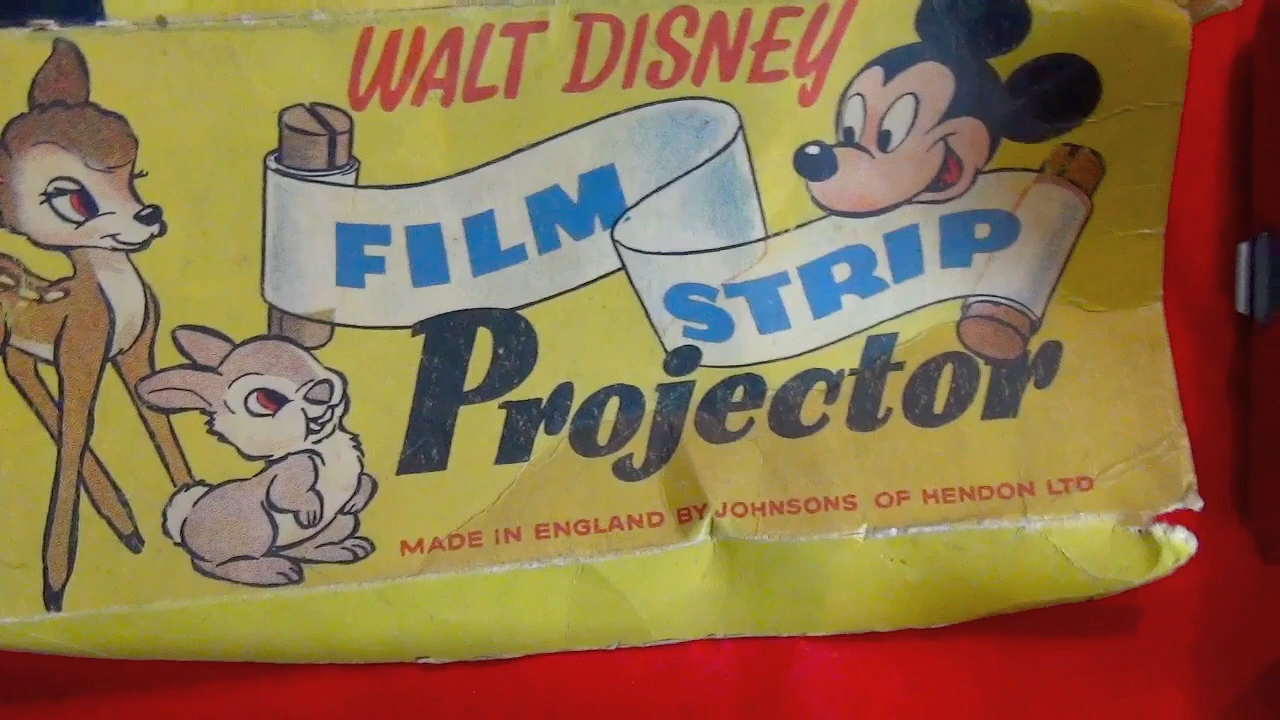 WALT DISNEY
FILM
STRIP
Projector
MADE IN ENGLAND BY JOHNSONS OF HENDON LTD